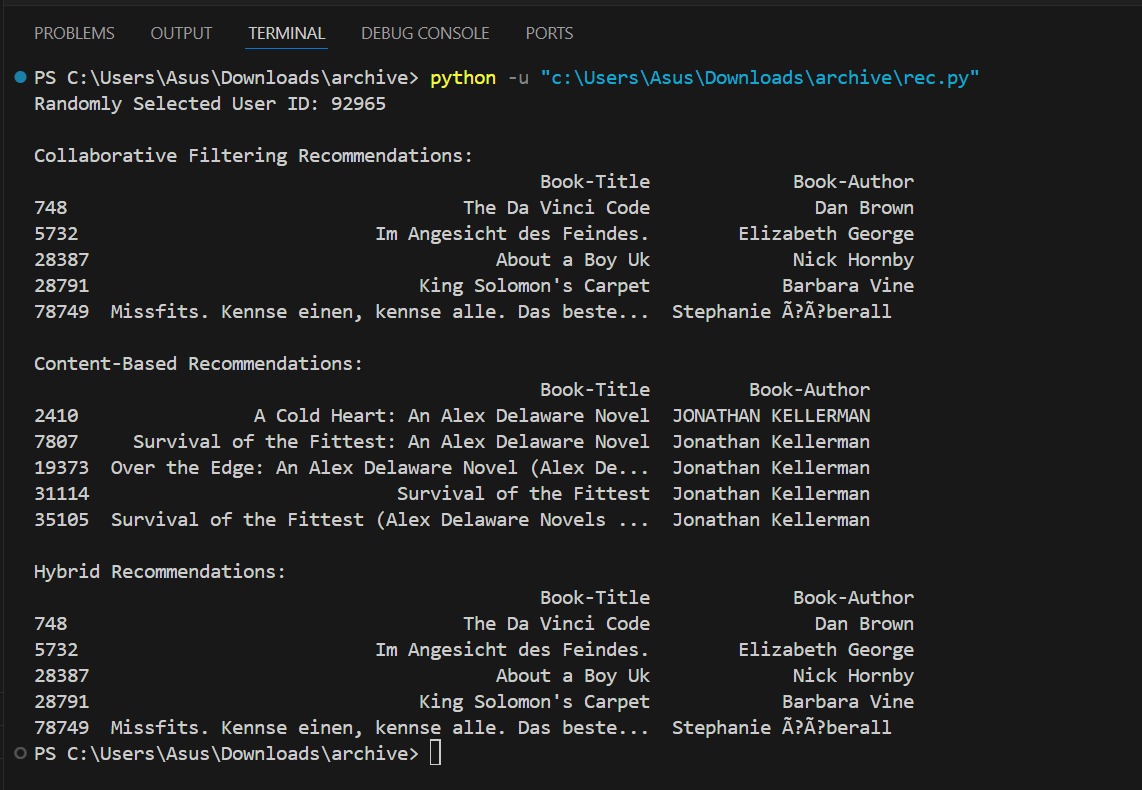 PROBLEMS OUTPUT TERMINAL DEBUG CONSOLE PORTS
PS C:\Users\Asus\Downloads\archive> python -u "c:\Users\Asus\Downloads\archive\rec.py"
Randomly Selected User ID: 92965
Collaborative Filtering Recommendations:
Book-Title Book-Author
748 The Da Vinci Code Dan Brown
5732 Im Angesicht des Feindes. Elizabeth George
28387 About a Boy Uk Nick Hornby
28791 King Solomon's Carpet Barbara Vine
78749 Missfits. Kennse einen, kennse alle. Das beste... Stephanie Ã?Ã?berall
Content-Based Recommendations:
Book-Title Book-Author
2410 A Cold Heart: An Alex Delaware Novel JONATHAN KELLERMAN
7807 Survival of the Fittest: An Alex Delaware Novel Jonathan Kellerman
19373 Over the Edge: An Alex Delaware Novel (Alex De... Jonathan Kellerman
31114 Survival of the Fittest Jonathan Kellerman
35105 Survival of the Fittest (Alex Delaware Novels ... Jonathan Kellerman
Hybrid Recommendations:
Book-Title Book-Author
748 The Da Vinci Code Dan Brown
5732 Im Angesicht des Feindes. Elizabeth George
28387 About a Boy Uk Nick Hornby
28791 King Solomon's Carpet Barbara Vine
78749 Missfits. Kennse einen, kennse alle. Das beste... Stephanie Ã?Ã?berall
PS C:\Users\Asus\Downloads\archive>